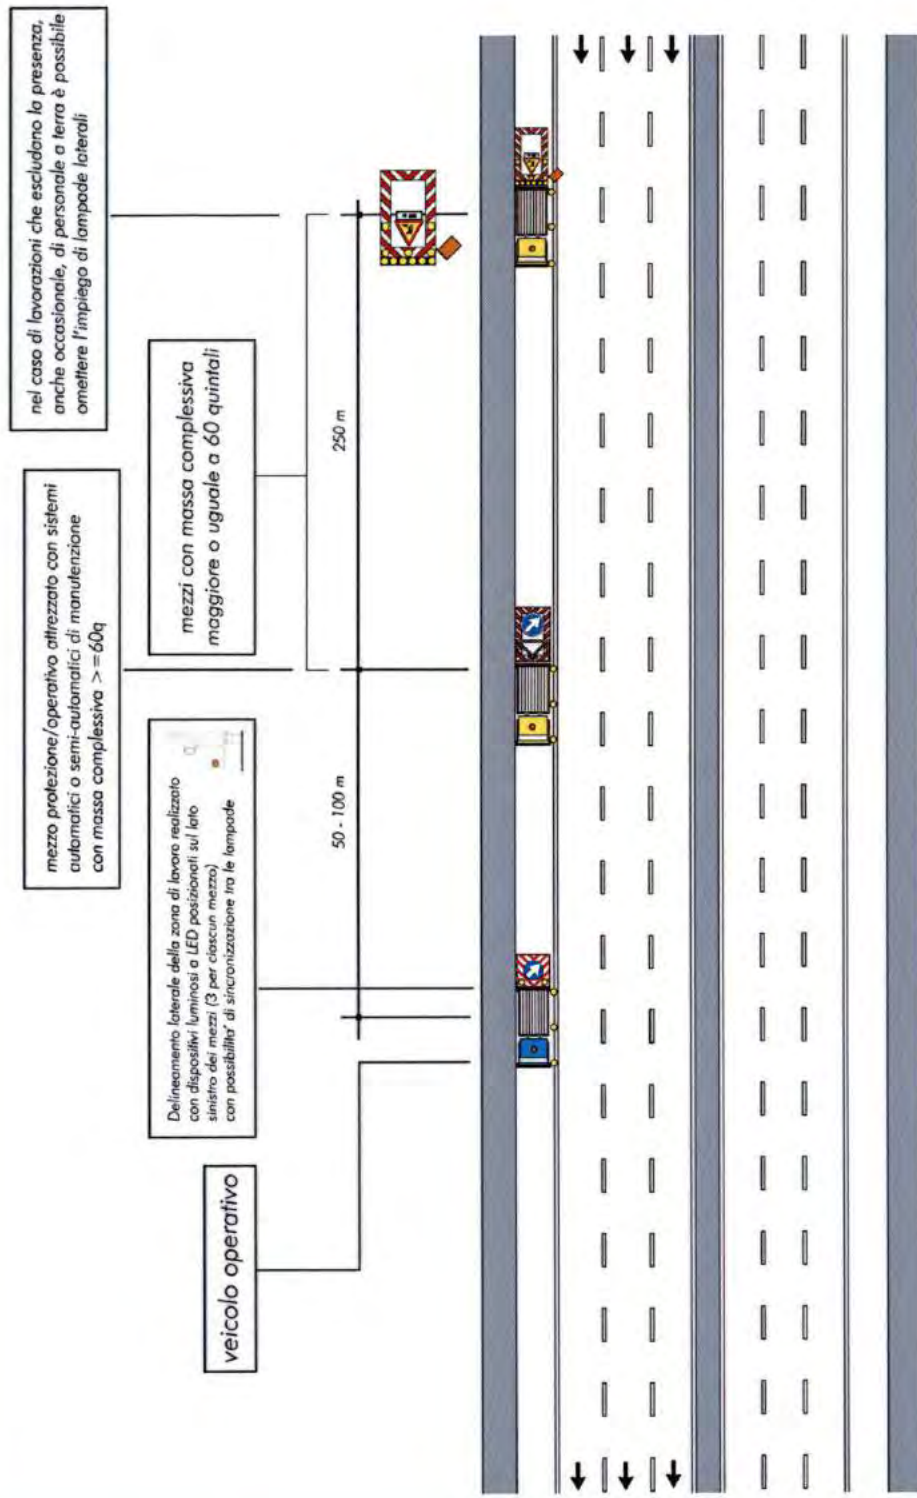 nel caso di lavorazioni che escludano la presenza,
anche occasionale, di personale a terra è possibile
omettere l'impiego di lampade laterali
mezzo protezione/operativo attrezzato con sistemi
automatici o semi-automatici di manutenzione
con massa complessiva >=60q
mezzi con massa complessiva
maggiore o uguale a 60 quintali
Delineamento laterale della zona di lavoro realizzato
con dispositivi luminosi a LED posizionati sul lato
sinistro dei mezzi (3 per ciascun mezzo)
con possibilita' di sincronizzazione tra le lampade
veicolo operativo
250 m
50 - 100 m